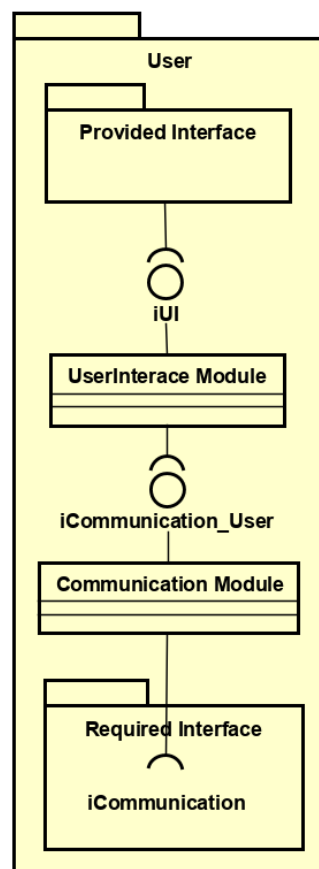 User
Provided Interface
iUI
UserInterace Module
iCommunication_User
Communication Module
Required Interface
iCommunication